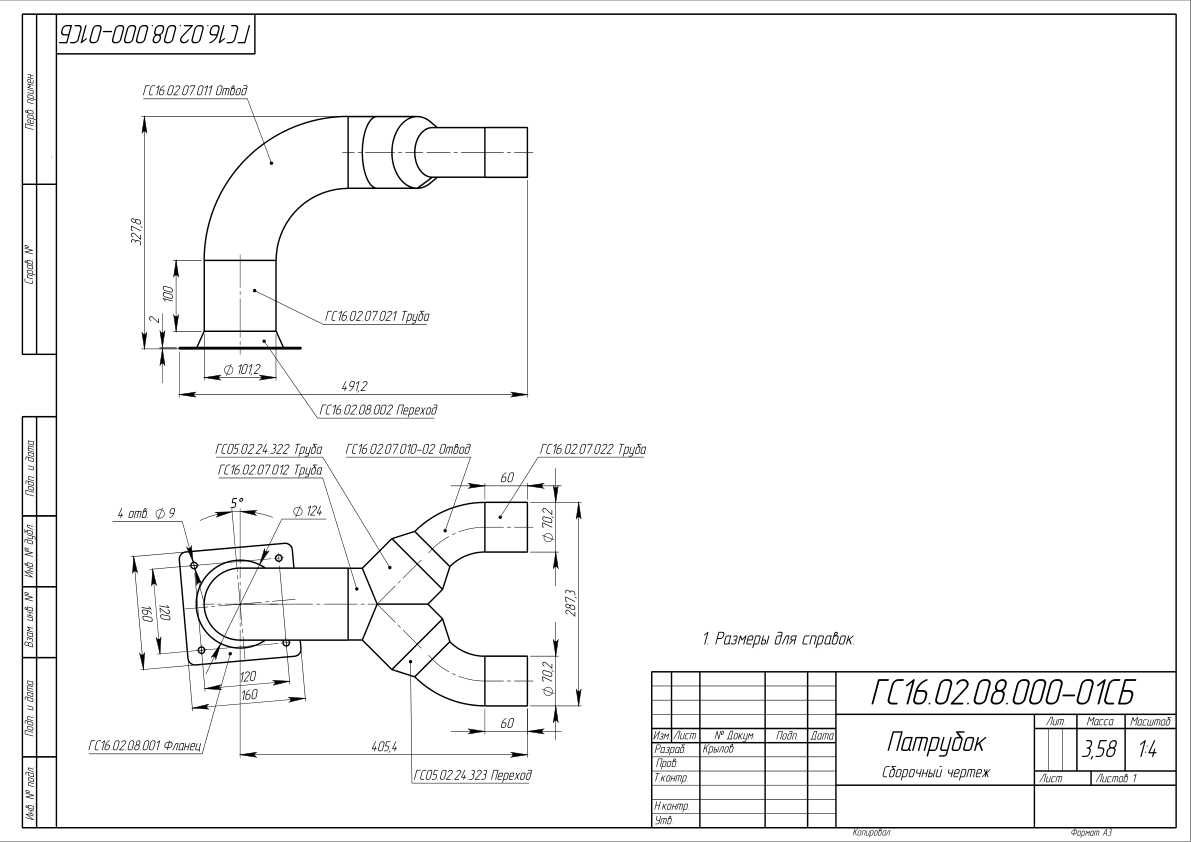 ГС16.02.08.000-01СБ
Перв. примен.
Справ. №
Подп. и дата
Инв. № дубл.
Взам. инв. №
Подп. и дата
Инв. № подл.
ГС16.02.07.011 Отвод
327,8
100
2
ГС16.02.07.021 Труба
⌀ 101,2
491,2
ГС16.02.08.002 Переход
ГС05.02.24.322 Труба
ГС16.02.07.010-02 Отвод
ГС16.02.07.022 Труба
ГС16.02.07.012 Труба
60
5°
4 отв. ⌀ 9
⌀ 124
⌀ 70,2
287,3
160
120
120
160
⌀ 70,2
60
ГС16.02.08.001 Фланец
405,4
ГС05.02.24.323 Переход
1. Размеры для справок.
ГС16.02.08.000-01СБ
Изм. Лист № Докум. Подп. Дата
Разраб. Крылов
Пров.
Т.контр.
Н.контр.
Утв.
Патрубок
Сборочный чертеж
Лит. Масса Масштаб
3,58 1:4
Лист Листов 1
Копировал Формат А3